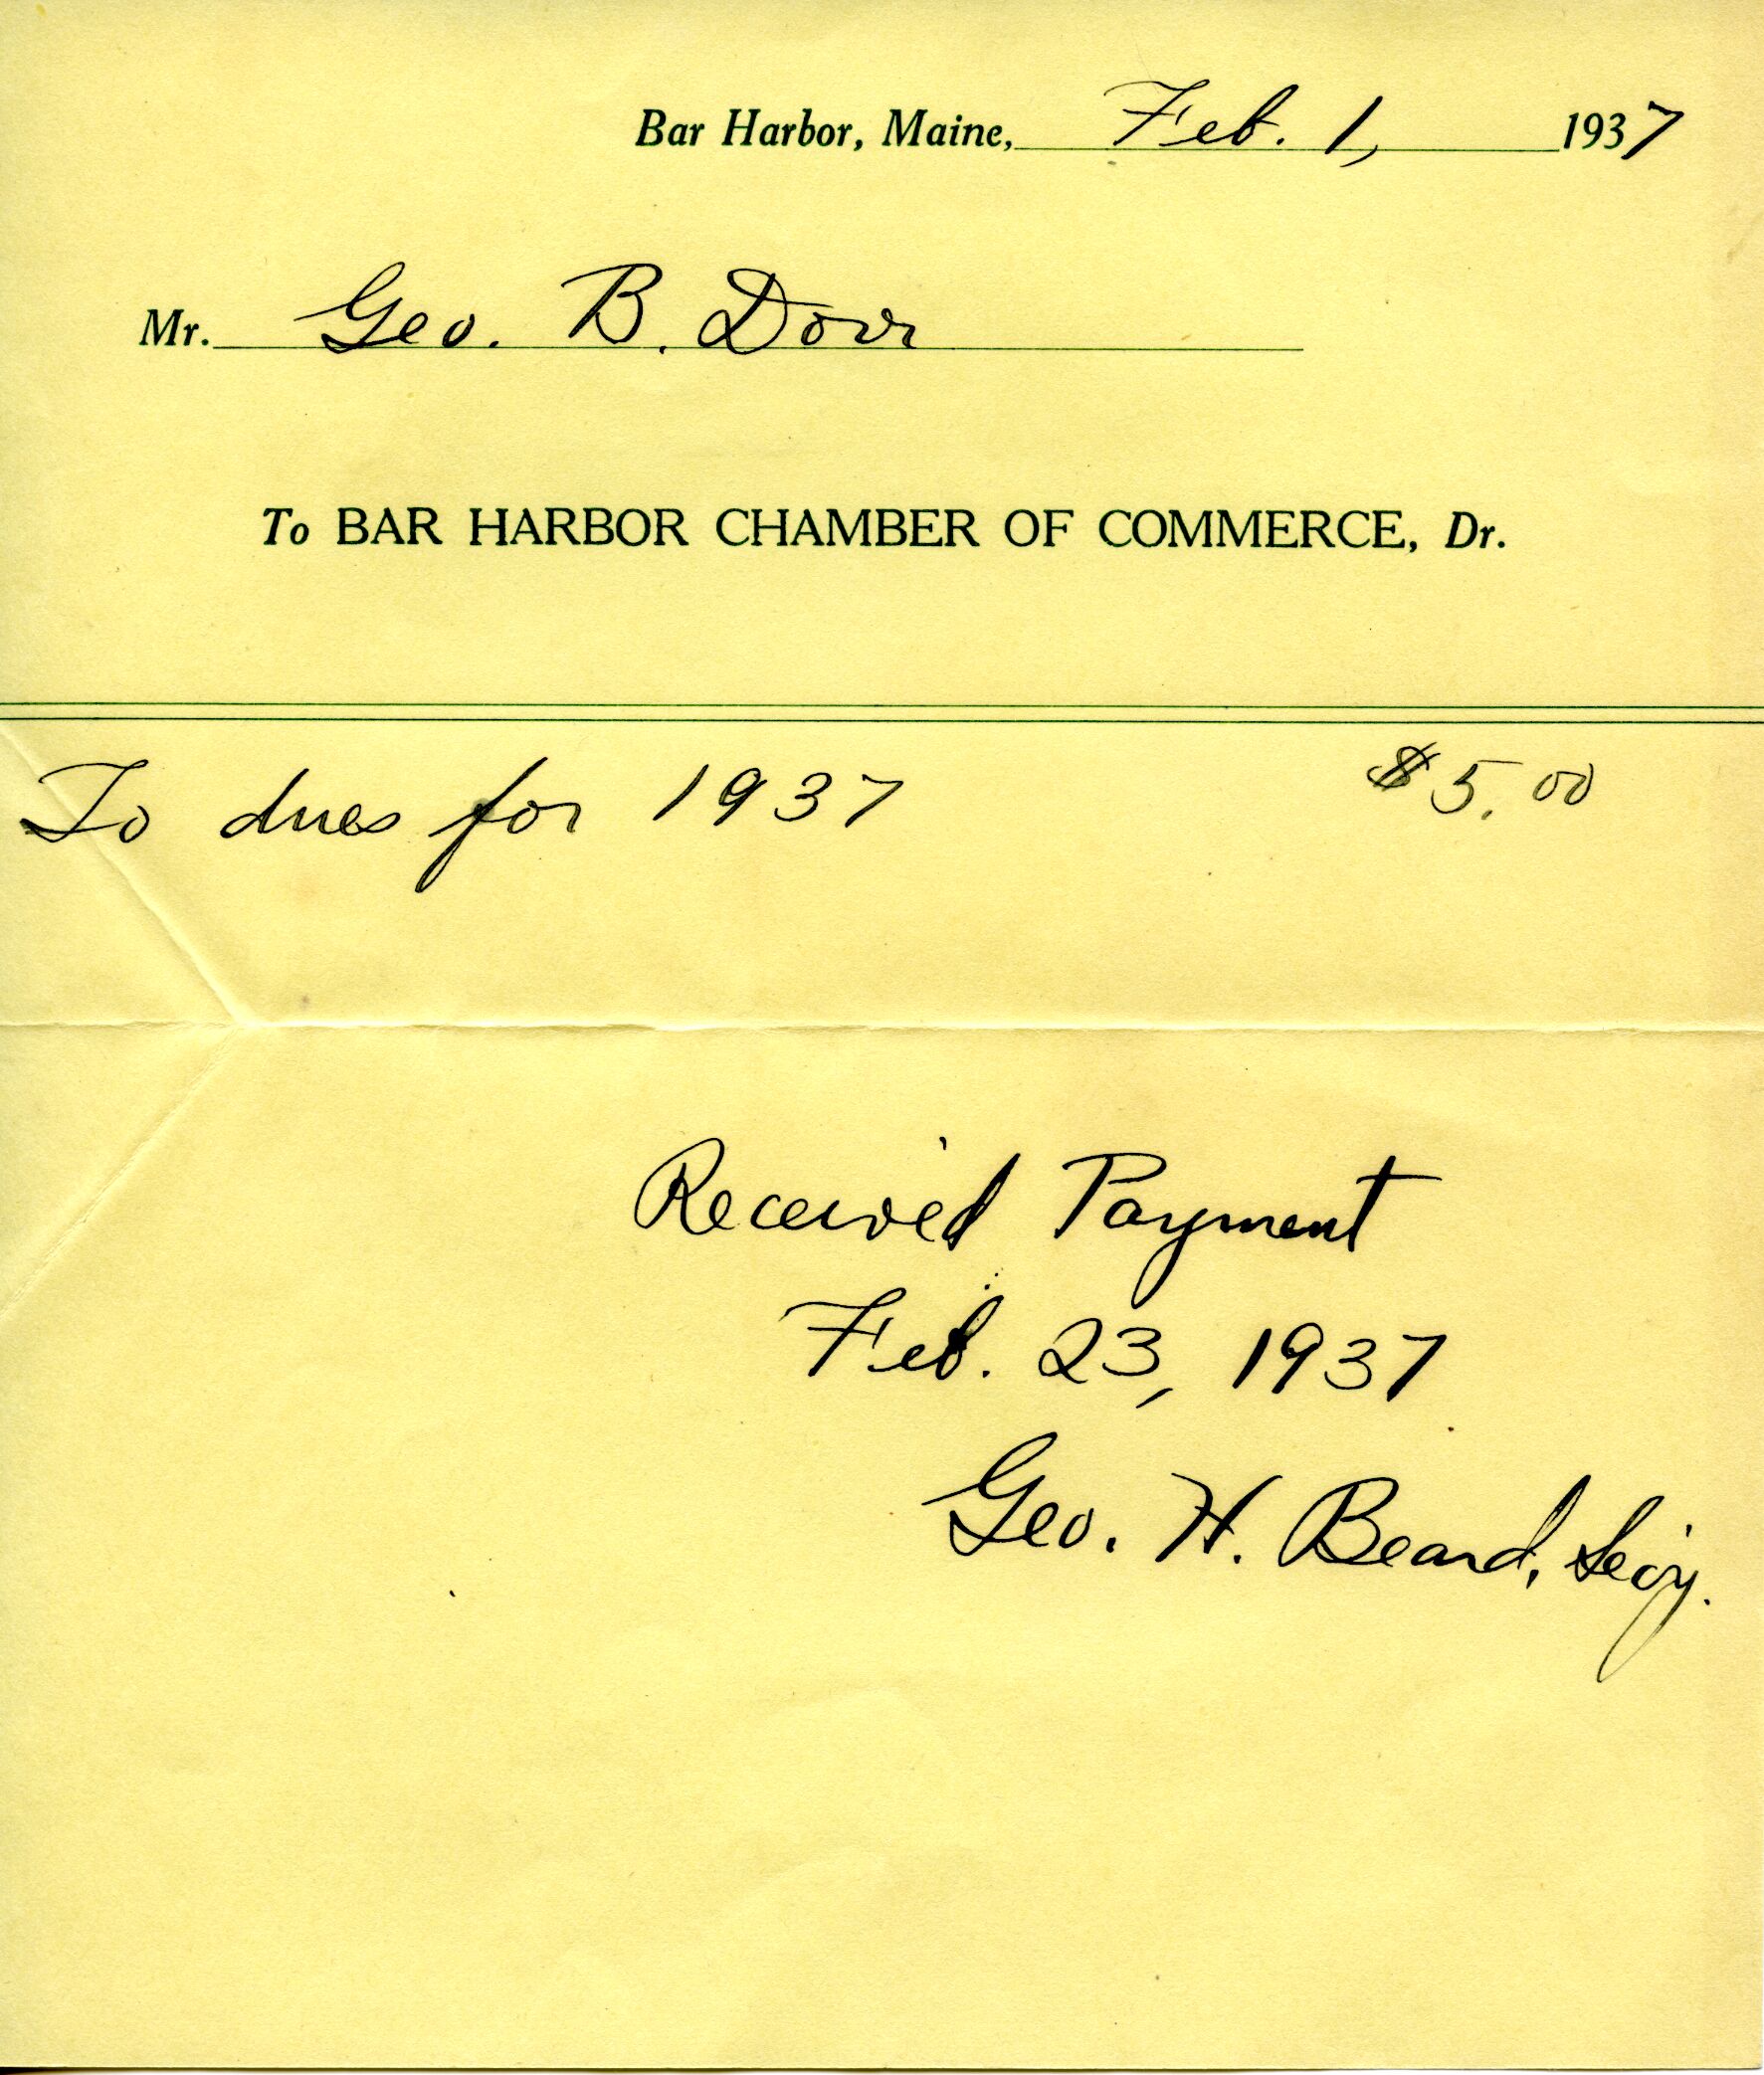 Bar Harbor, Maine, Feb. 1, 1937
Mr. Geo. B. Dorr
To BAR HARBOR CHAMBER OF COMMERCE, Dr.
To dues for 1937 $5.00
Received Payment
Feb. 23, 1937
Geo. H. Beard, Sec'y.